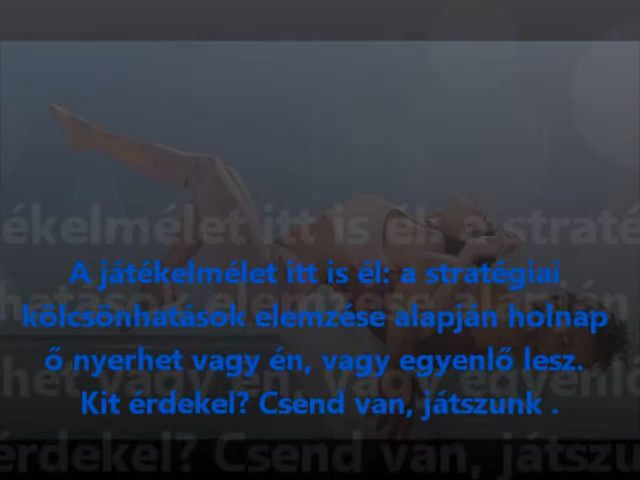 A játékelmélet itt is él: a stratégiai
kölcsönhatások elemzése alapján holnap
ő nyerhet vagy én, vagy egyenlő lesz.
Kit érdekel? Csend van, játszunk .